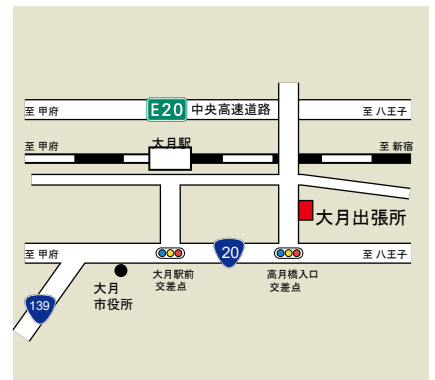 至 甲府
E20 中央高速道路
至 八王子
至 甲府
大月駅
至 新宿
大月出張所
至 甲府
大月駅前
交差点
20
高月橋入口
交差点
至 八王子
大月
市役所
139